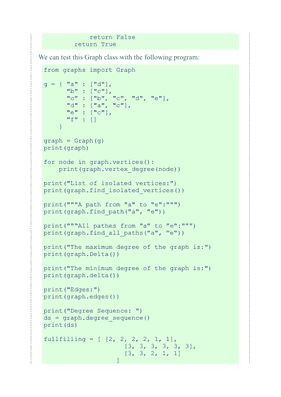 return False
return True
We can test this Graph class with the following program:
from graphs import Graph
g = { "a" : ["d"],
"b" : ["c"],
"c" : ["b", "c", "d", "e"],
"d" : ["a", "c"],
"e" : ["c"],
"f" : []
}
graph = Graph(g)
print(graph)
for node in graph.vertices():
print(graph.vertex_degree(node))
print("List of isolated vertices:")
print(graph.find_isolated_vertices())
print("""A path from "a" to "e":""")
print(graph.find_path("a", "e"))
print("""All pathes from "a" to "e":""")
print(graph.find_all_paths("a", "e"))
print("The maximum degree of the graph is:")
print(graph.Delta())
print("The minimum degree of the graph is:")
print(graph.delta())
print("Edges:")
print(graph.edges())
print("Degree Sequence: ")
ds = graph.degree_sequence()
print(ds)
fullfilling = [ [2, 2, 2, 2, 1, 1],
[3, 3, 3, 3, 3, 3],
[3, 3, 2, 1, 1]
]